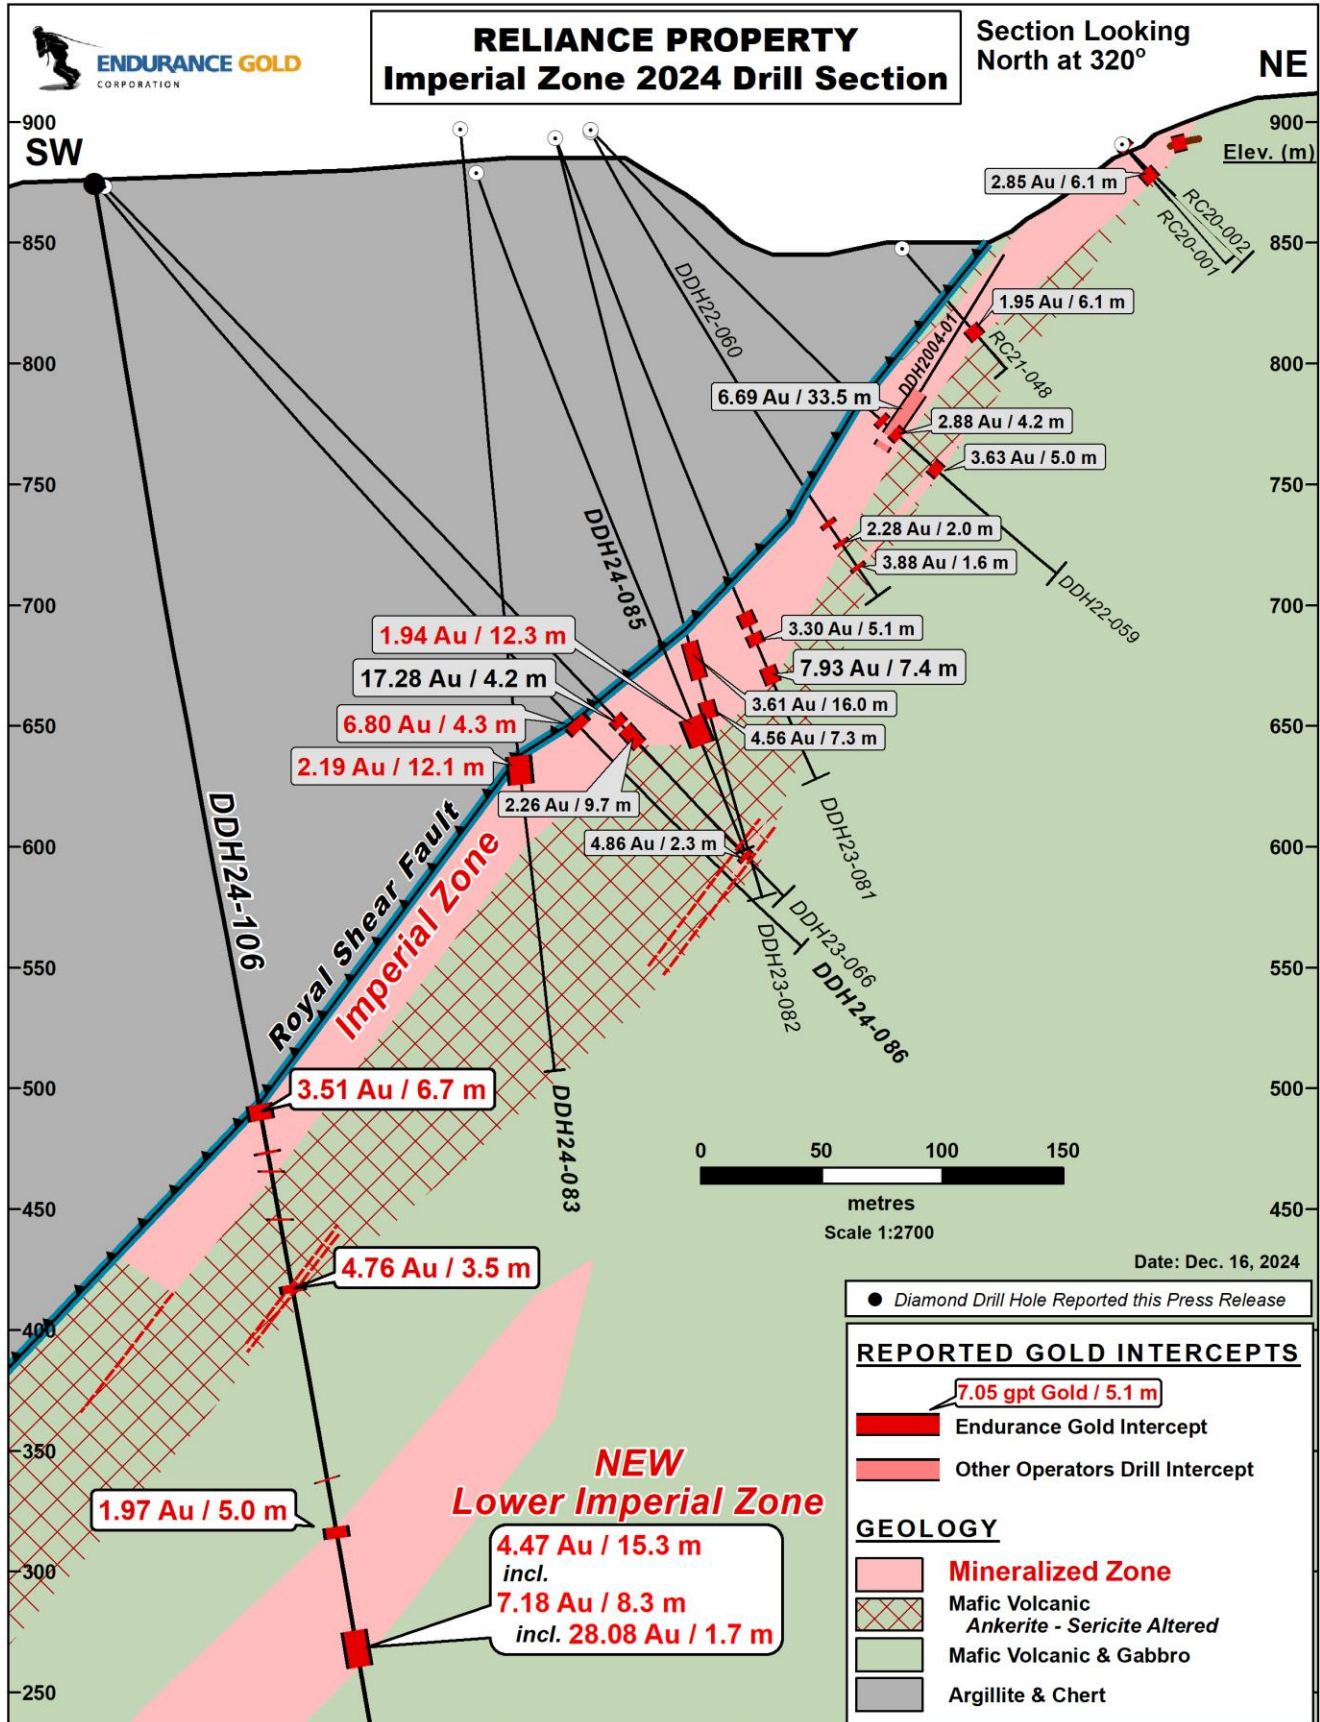 ENDURANCE GOLD
CORPORATION
RELIANCE PROPERTY
Imperial Zone 2024 Drill Section
Section Looking
North at 320°
NE
SW
900
900
Elev. (m)
2.85 Au / 6.1 m
RC20-002
RC20-001
850
850
DDH22-060
1.95 Au / 6.1 m
RC21-048
DDH2004-01
800
800
6.69 Au / 33.5 m
2.88 Au / 4.2 m
3.63 Au / 5.0 m
750
750
DDH24-085
2.28 Au / 2.0 m
3.88 Au / 1.6 m
DDH22-059
700
700
1.94 Au / 12.3 m
3.30 Au / 5.1 m
17.28 Au / 4.2 m
7.93 Au / 7.4 m
3.61 Au / 16.0 m
6.80 Au / 4.3 m
4.56 Au / 7.3 m
650
650
2.19 Au / 12.1 m
2.26 Au / 9.7 m
4.86 Au / 2.3 m
600
600
DDH23-081
DDH24-106
Royal Shear Fault
Imperial Zone
DDH23-066
DDH23-082
DDH24-086
550
550
DDH24-083
500
500
3.51 Au / 6.7 m
0 50 100 150
metres
Scale 1:2700
450
450
4.76 Au / 3.5 m
Date: Dec. 16, 2024
Diamond Drill Hole Reported this Press Release
400
REPORTED GOLD INTERCEPTS
7.05 gpt Gold / 5.1 m
Endurance Gold Intercept
Other Operators Drill Intercept
350
NEW
Lower Imperial Zone
1.97 Au / 5.0 m
4.47 Au / 15.3 m
incl.
7.18 Au / 8.3 m
incl. 28.08 Au / 1.7 m
300
250
GEOLOGY
Mineralized Zone
Mafic Volcanic
Ankerite - Sericite Altered
Mafic Volcanic & Gabbro
Argillite & Chert